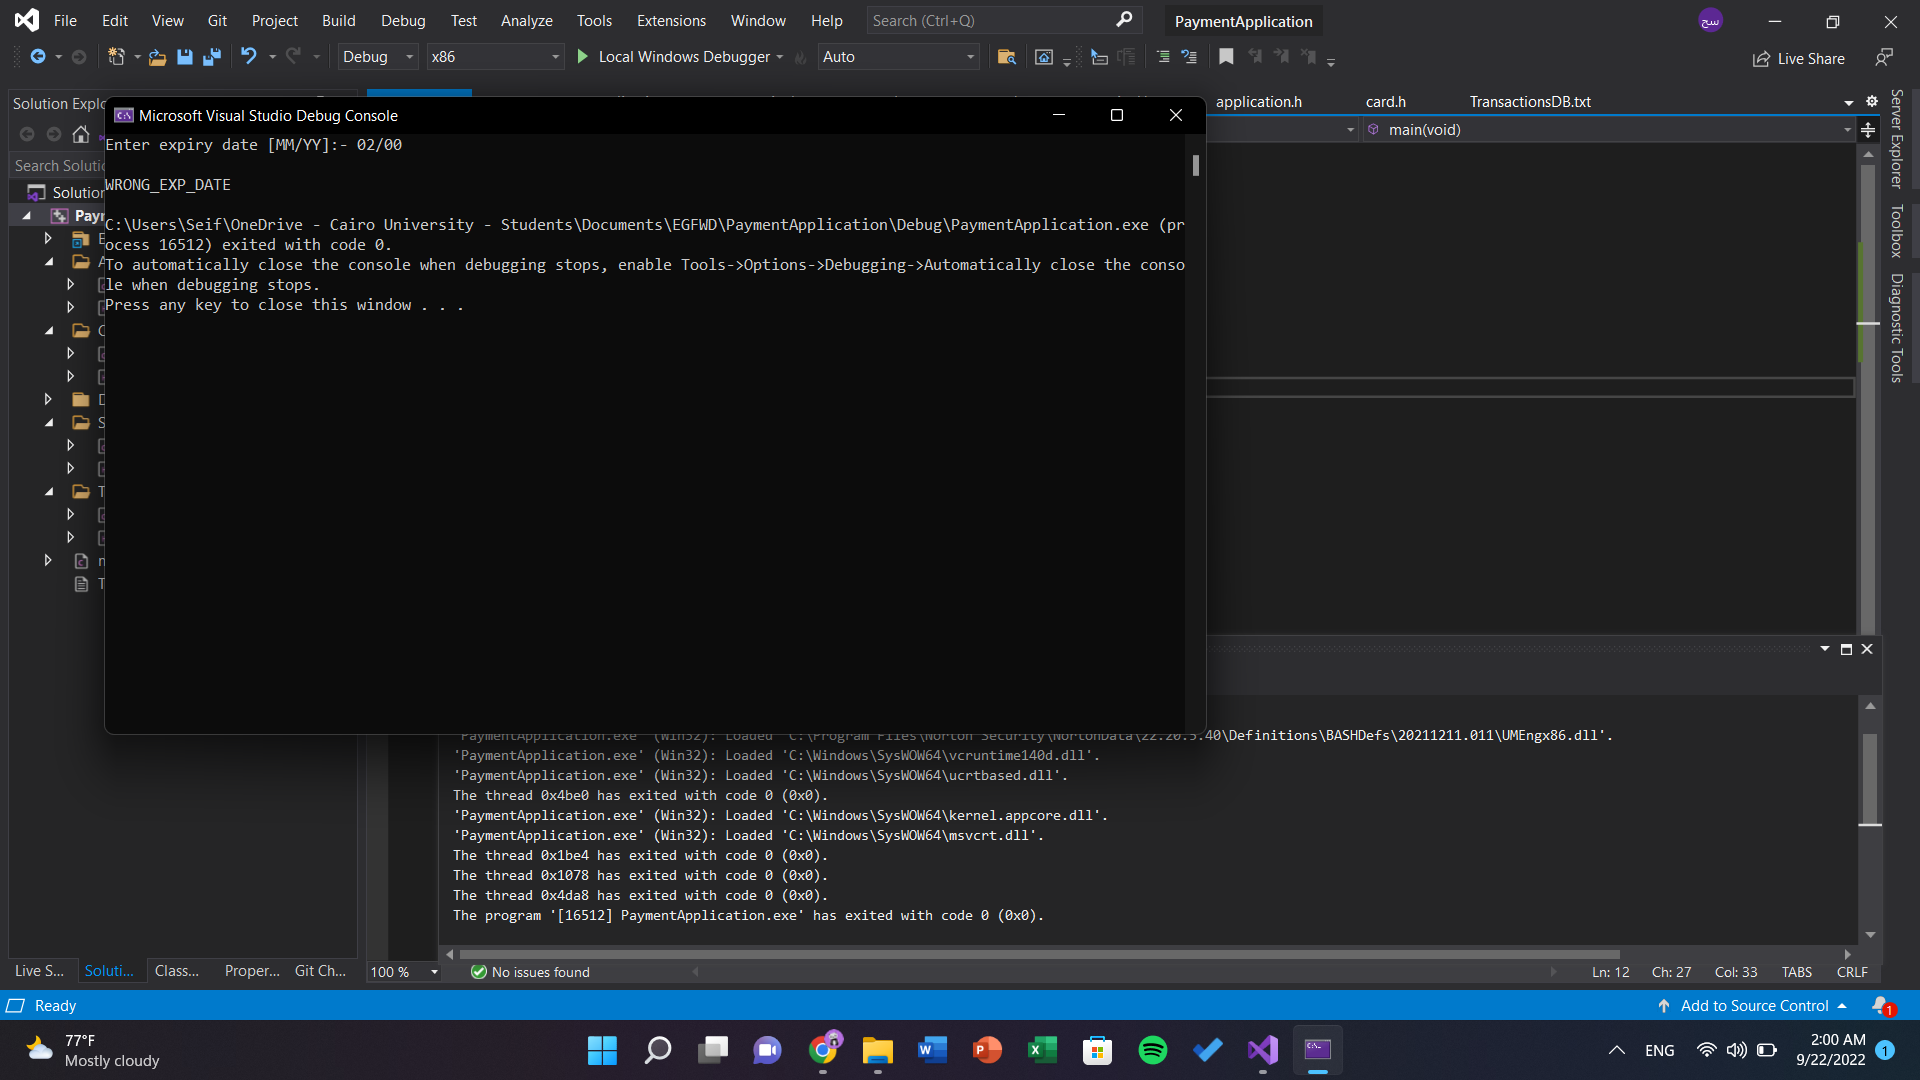 File Edit View Git Project Build Debug Test Analyze Tools Extensions Window Help Search (Ctrl+Q) PaymentApplication سج
Debug x86 Local Windows Debugger Auto Live Share
Solution application.h card.h TransactionsDB.txt
Microsoft Visual Studio Debug Console
main(void)
Enter expiry date [MM/YY]:- 02/00
Search
WRONG_EXP_DATE
C:\Users\Seif\OneDrive - Cairo University - Students\Documents\EGFWD\PaymentApplication\Debug\PaymentApplication.exe (pr
ocess 16512) exited with code 0.
To automatically close the console when debugging stops, enable Tools->Options->Debugging->Automatically close the conso
le when debugging stops.
Press any key to close this window . . .
Server Explorer
Toolbox
Diagnostic Tools
'PaymentApplication.exe' (Win32): Loaded 'C:\Program Files\Norton Security\NortonData\22.20.5.40\Definitions\BASHDefs\20211211.011\UMEngx86.dll'.
'PaymentApplication.exe' (Win32): Loaded 'C:\Windows\SysWOW64\vcruntime140d.dll'.
'PaymentApplication.exe' (Win32): Loaded 'C:\Windows\SysWOW64\ucrtbased.dll'.
The thread 0x4be0 has exited with code 0 (0x0).
'PaymentApplication.exe' (Win32): Loaded 'C:\Windows\SysWOW64\kernel.appcore.dll'.
'PaymentApplication.exe' (Win32): Loaded 'C:\Windows\SysWOW64\msvcrt.dll'.
The thread 0x1be4 has exited with code 0 (0x0).
The thread 0x1078 has exited with code 0 (0x0).
The thread 0x4da8 has exited with code 0 (0x0).
The program '[16512] PaymentApplication.exe' has exited with code 0 (0x0).
Live S... Soluti... Class... Proper... Git Ch... 100 % No issues found Ln: 12 Ch: 27 Col: 33 TABS CRLF
Ready Add to Source Control 1
77°F
Mostly cloudy
ENG
2:00 AM
9/22/2022
1